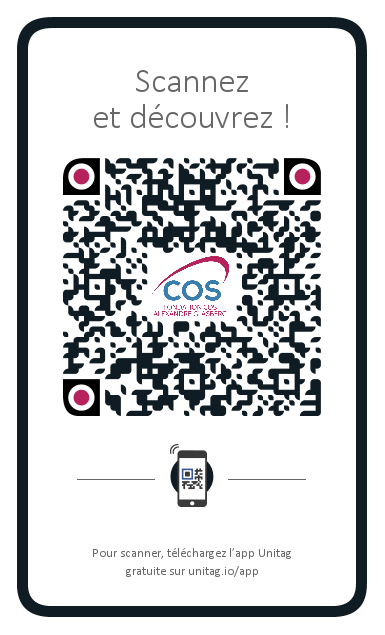 Scannez
et découvrez !
COS
FONDATION COS
ALEXANDRE GLASBERG
Pour scanner, téléchargez l'app Unitag
gratuite sur unitag.io/app